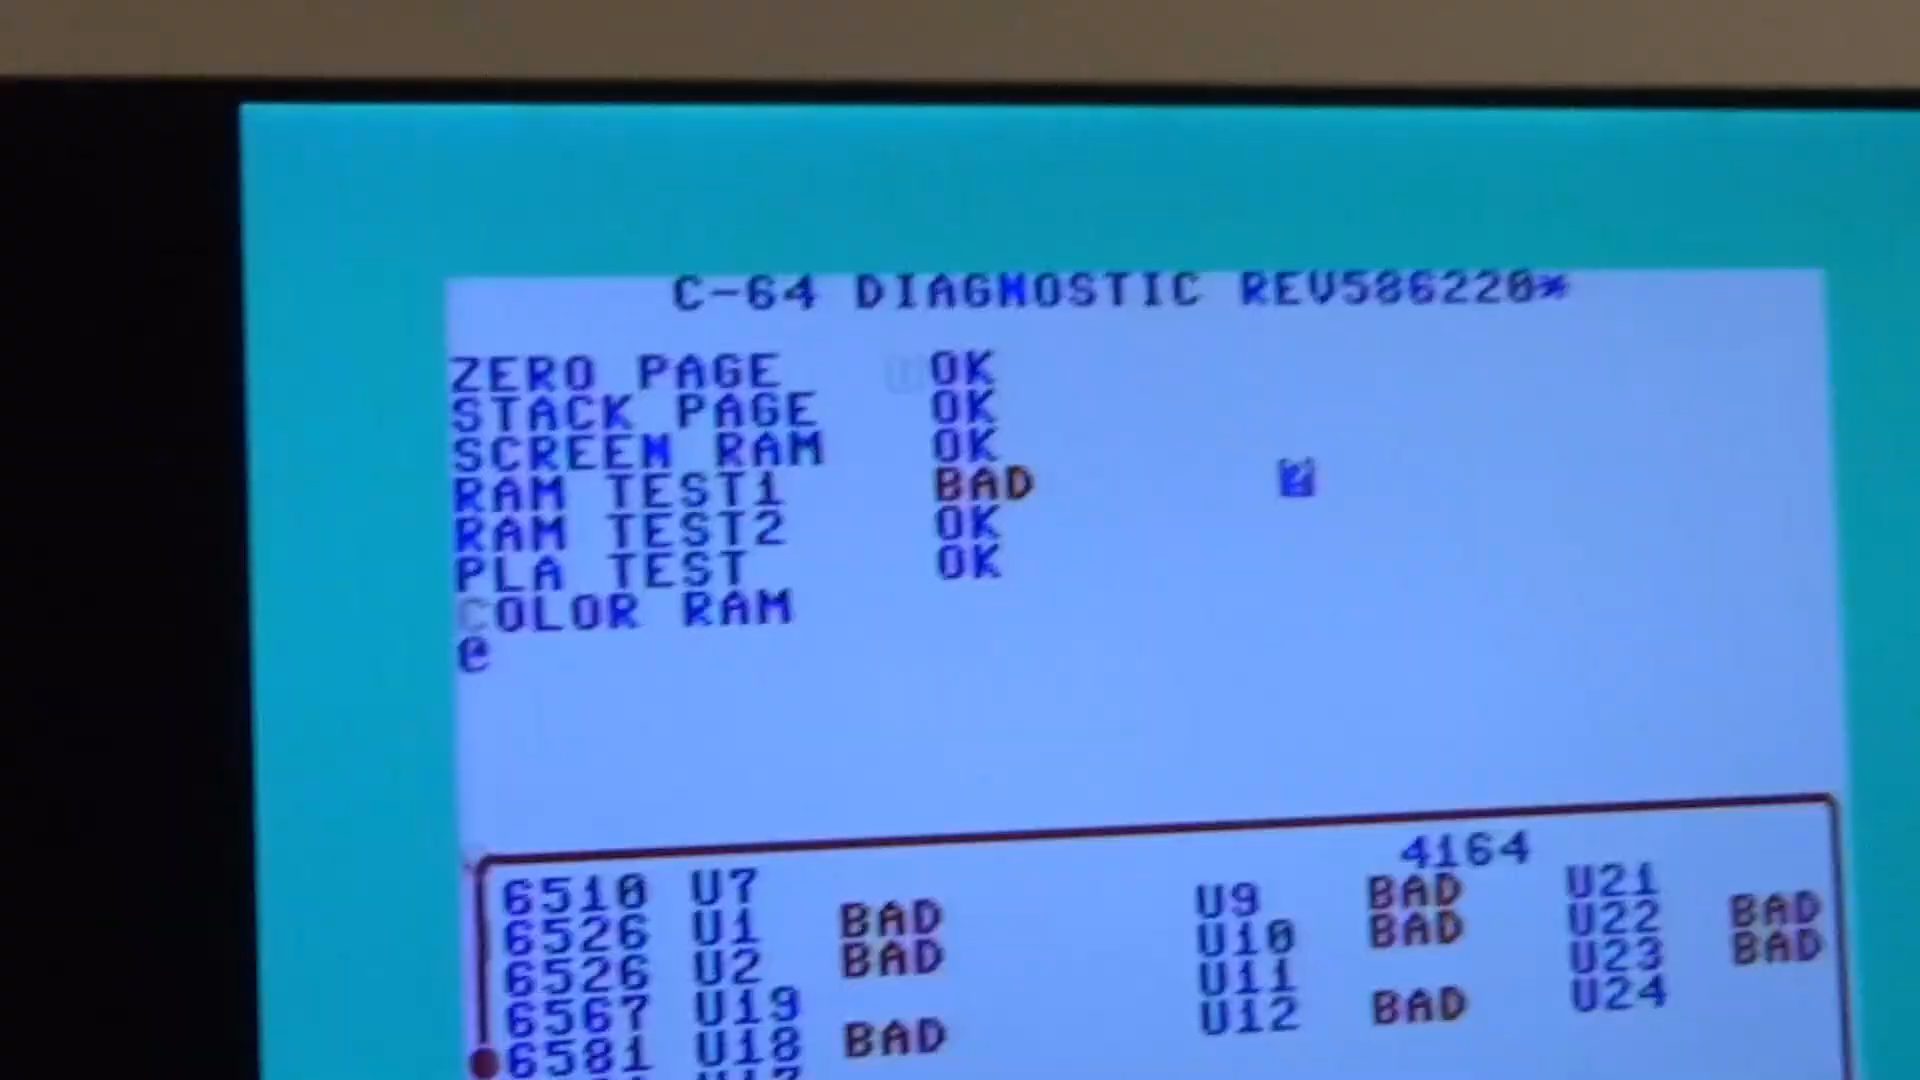 C-64 DIAGMOSTIC REV586220*
ZERO PAGE OK
STACK PAGE OK
SCREEM RAM OK
RAM TEST1 BAD
RAM TEST2 OK
PLA TEST OK
COLOR RAM
@
4164
6510 U7 U9 BAD U21
6526 U1 BAD U10 BAD U22 BAD
6526 U2 BAD U11 U23 BAD
6567 U19 U12 BAD U24
6581 U18 BAD